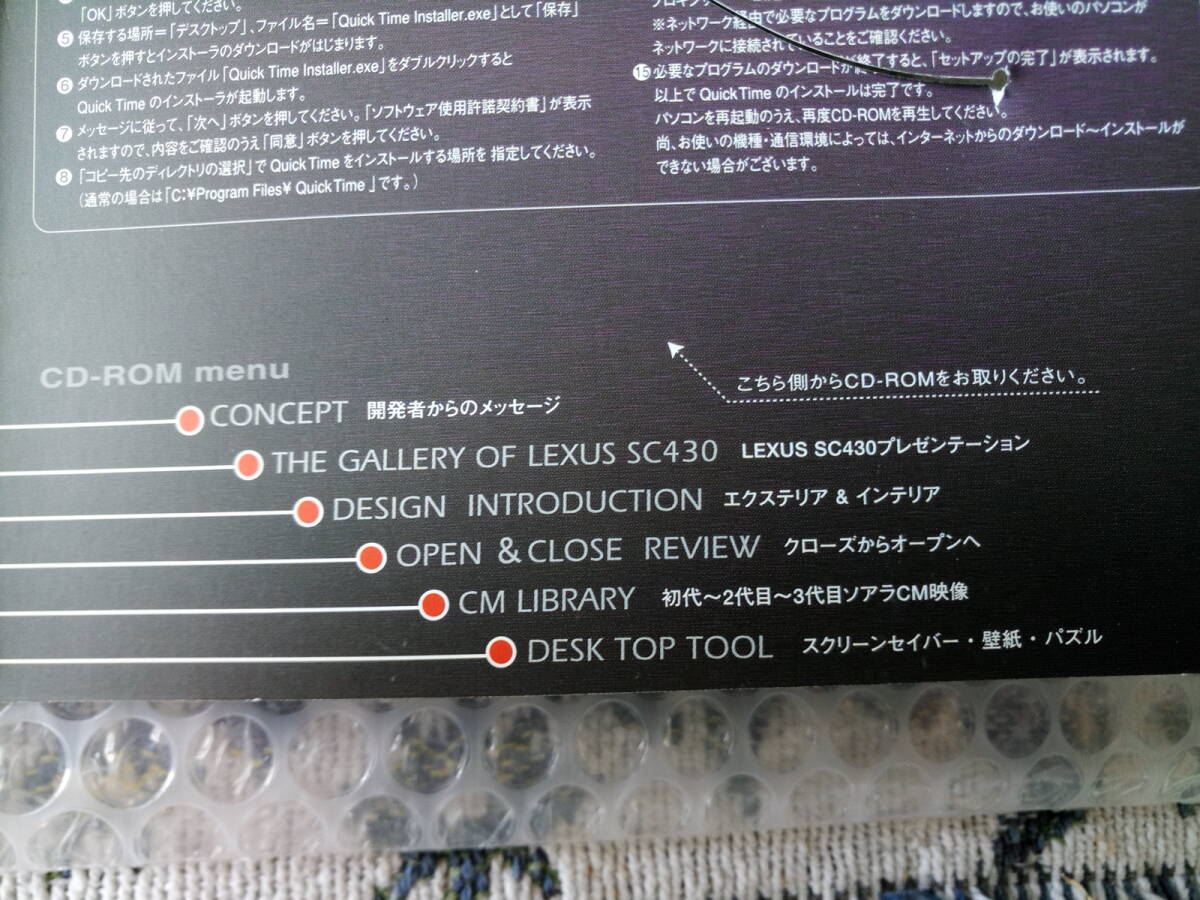 「OK」ボタンを押してください。
⑤ 保存する場所＝「デスクトップ」、ファイル名＝「Quick Time Installer.exe」として「保存」
ボタンを押すとインストーラのダウンロードがはじまります。
⑥ ダウンロードされたファイル「Quick Time Installer.exe」をダブルクリックすると
Quick Time のインストーラが起動します。
⑦ メッセージに従って、「次へ」ボタンを押してください。「ソフトウェア使用許諾契約書」が表示
されますので、内容をご確認のうえ「同意」ボタンを押してください。
⑧ 「コピー先のディレクトリの選択」で Quick Time をインストールする場所を 指定してください。
(通常の場合は「C:¥Program Files¥ Quick Time 」です。)
※ネットワーク経由で必要なプログラムをダウンロードしますので、お使いのパソコンが
ネットワークに接続されていることをご確認ください。
⑮ 必要なプログラムのダウンロードが終了すると、「セットアップの完了」が表示されます。
以上で Quick Time のインストールは完了です。
パソコンを再起動のうえ、再度CD-ROMを再生してください。
尚、お使いの機種・通信環境によっては、インターネットからのダウンロード〜インストールが
できない場合がございます。
こちら側からCD-ROMをお取りください。
CD-ROM menu
CONCEPT 開発者からのメッセージ
THE GALLERY OF LEXUS SC430 LEXUS SC430プレゼンテーション
DESIGN INTRODUCTION エクステリア & インテリア
OPEN & CLOSE REVIEW クローズからオープンへ
CM LIBRARY 初代〜2代目〜3代目ソアラCM映像
DESK TOP TOOL スクリーンセイバー・壁紙・パズル